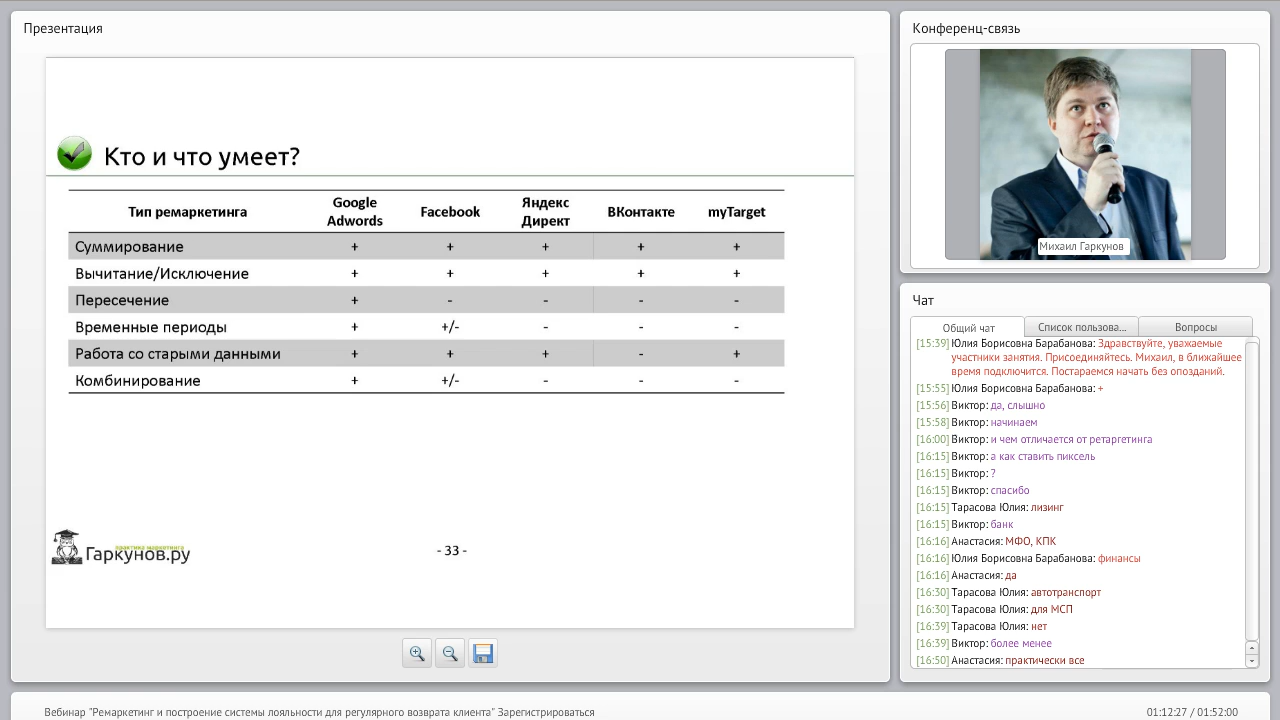 Презентация
Кто и что умеет?
Тип ремаркетинга Google Adwords Facebook Яндекс Директ ВКонтакте myTarget
Суммирование + + + + +
Вычитание/Исключение + + + + +
Пересечение + - - - -
Временные периоды + +/- - - -
Работа со старыми данными + + + - +
Комбинирование + +/- - - -
практика маркетинга
Гаркунов.ру
- 33 -
Конференц-связь
Михаил Гаркунов
Чат
Общий чат Список пользова... Вопросы
[15:39] Юлия Борисовна Барабанова: Здравствуйте, уважаемые
участники занятия. Присоединяйтесь. Михаил, в ближайшее
время подключится. Постараемся начать без опозданий.
[15:55] Юлия Борисовна Барабанова: +
[15:56] Виктор: да, слышно
[15:58] Виктор: начинаем
[16:00] Виктор: и чем отличается от ретаргетинга
[16:15] Виктор: а как ставить пиксель
[16:15] Виктор: ?
[16:15] Виктор: спасибо
[16:15] Тарасова Юлия: лизинг
[16:15] Виктор: банк
[16:16] Анастасия: МФО, КПК
[16:16] Юлия Борисовна Барабанова: финансы
[16:16] Анастасия: да
[16:30] Тарасова Юлия: автотранспорт
[16:30] Тарасова Юлия: для МСП
[16:39] Тарасова Юлия: нет
[16:39] Виктор: более менее
[16:50] Анастасия: практически все
Вебинар "Ремаркетинг и построение системы лояльности для регулярного возврата клиента" Зарегистрироваться
01:12:27 / 01:52:00